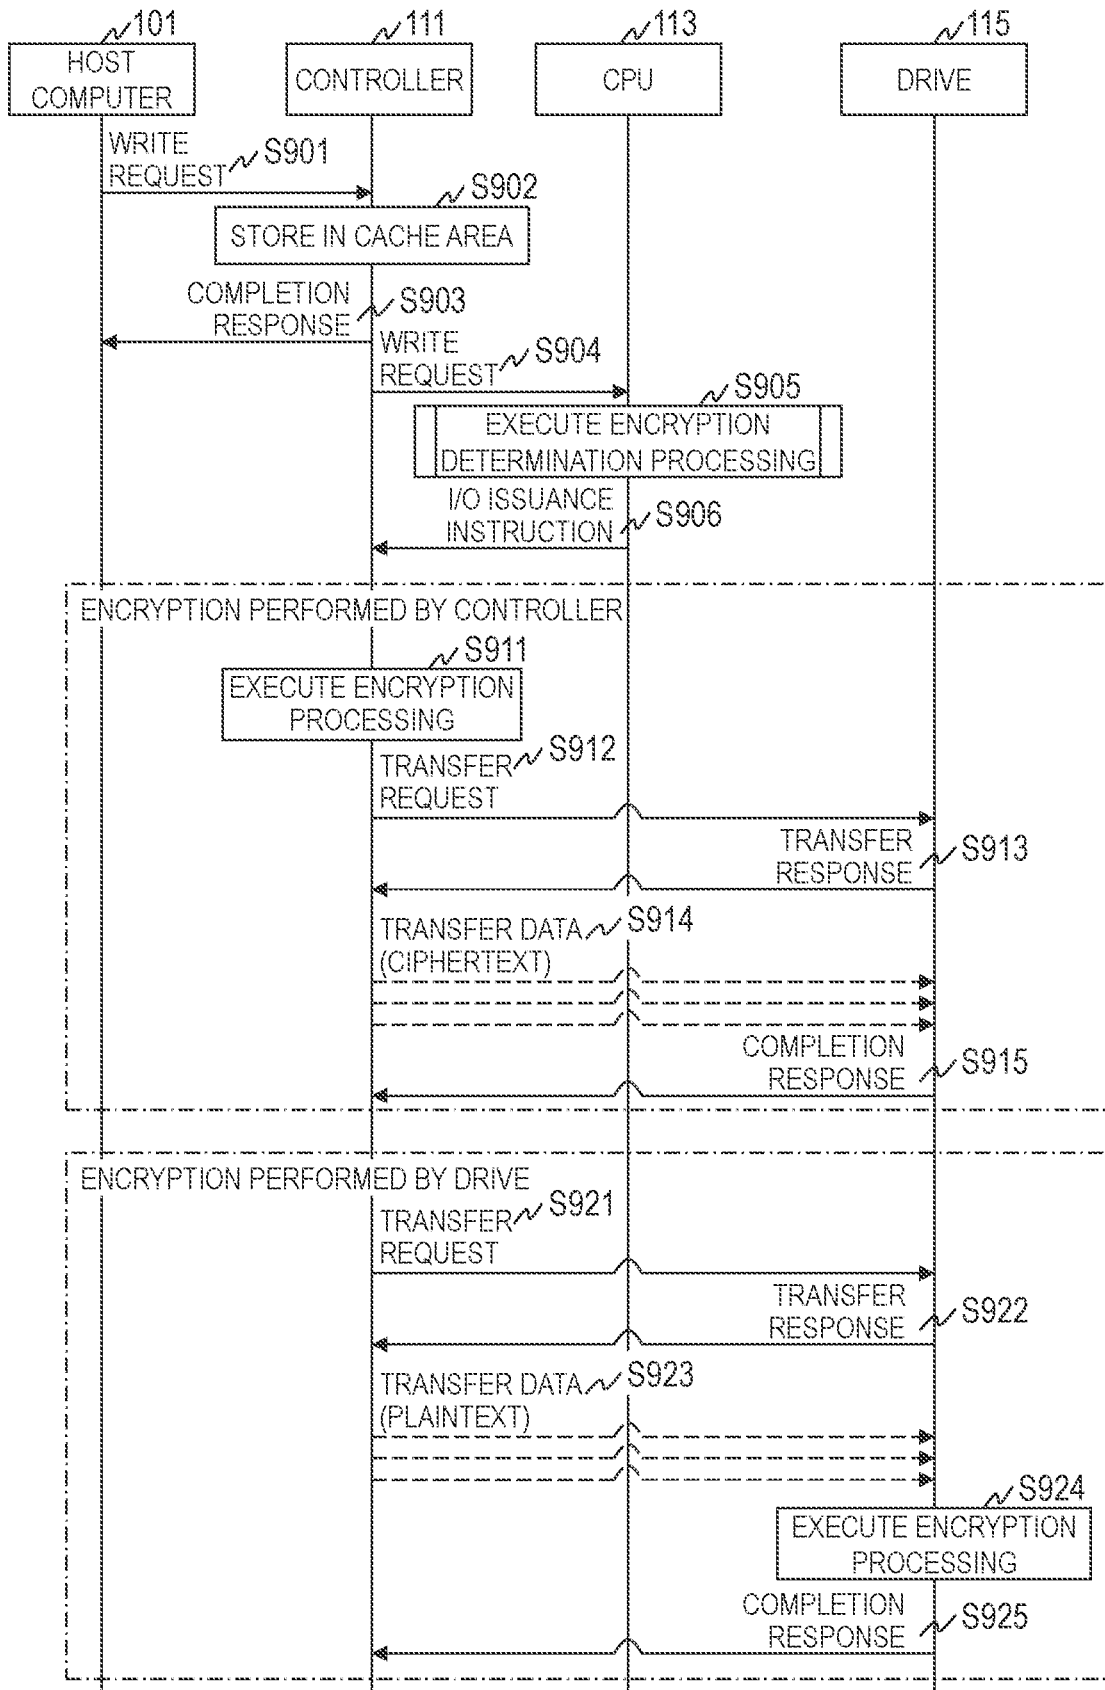 101
111
113
115
HOST
COMPUTER
CONTROLLER
CPU
DRIVE
WRITE
REQUEST
S901
S902
STORE IN CACHE AREA
COMPLETION
RESPONSE
S903
WRITE
REQUEST
S904
S905
EXECUTE ENCRYPTION
DETERMINATION PROCESSING
I/O ISSUANCE
INSTRUCTION
S906
ENCRYPTION PERFORMED BY CONTROLLER
S911
EXECUTE ENCRYPTION
PROCESSING
TRANSFER
REQUEST
S912
TRANSFER
RESPONSE
S913
TRANSFER DATA
(CIPHERTEXT)
S914
COMPLETION
RESPONSE
S915
ENCRYPTION PERFORMED BY DRIVE
TRANSFER
REQUEST
S921
TRANSFER
RESPONSE
S922
TRANSFER DATA
(PLAINTEXT)
S923
S924
EXECUTE ENCRYPTION
PROCESSING
COMPLETION
RESPONSE
S925